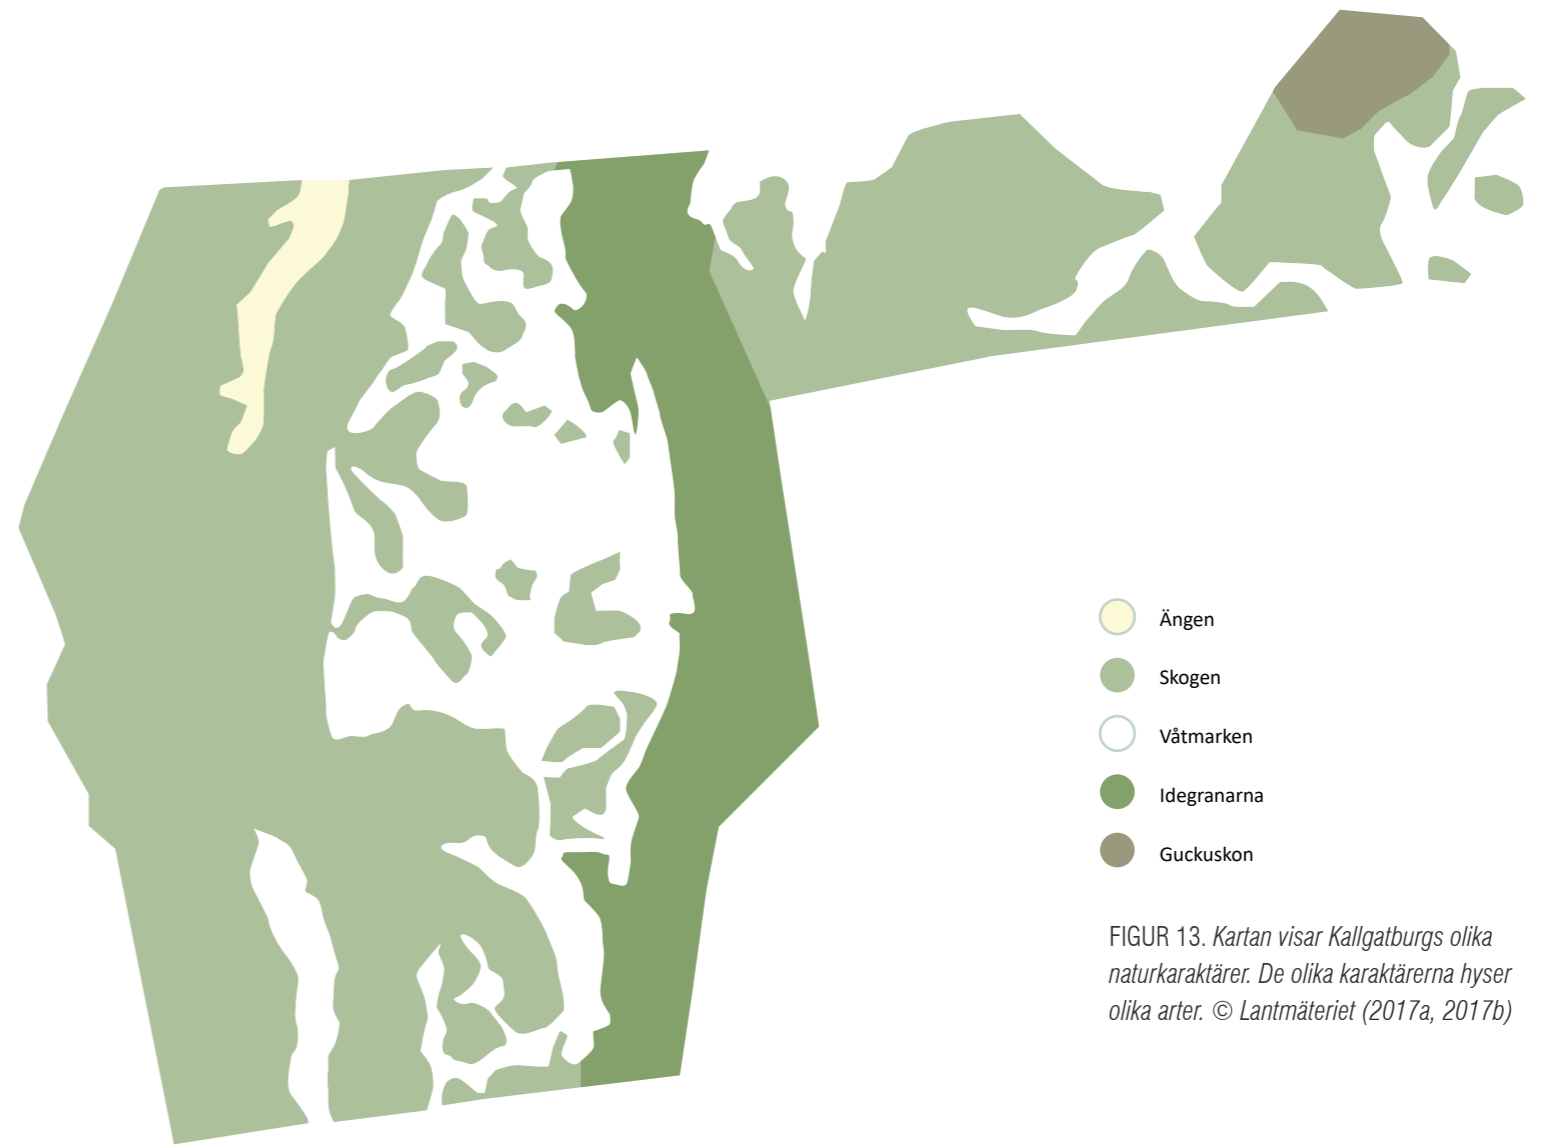 Ängen
Skogen
Våtmarken
Idegranarna
Guckuskon
FIGUR 13. Kartan visar Kallgatburgs olika
naturkaraktärer. De olika karaktärerna hyser
olika arter. © Lantmäteriet (2017a, 2017b)